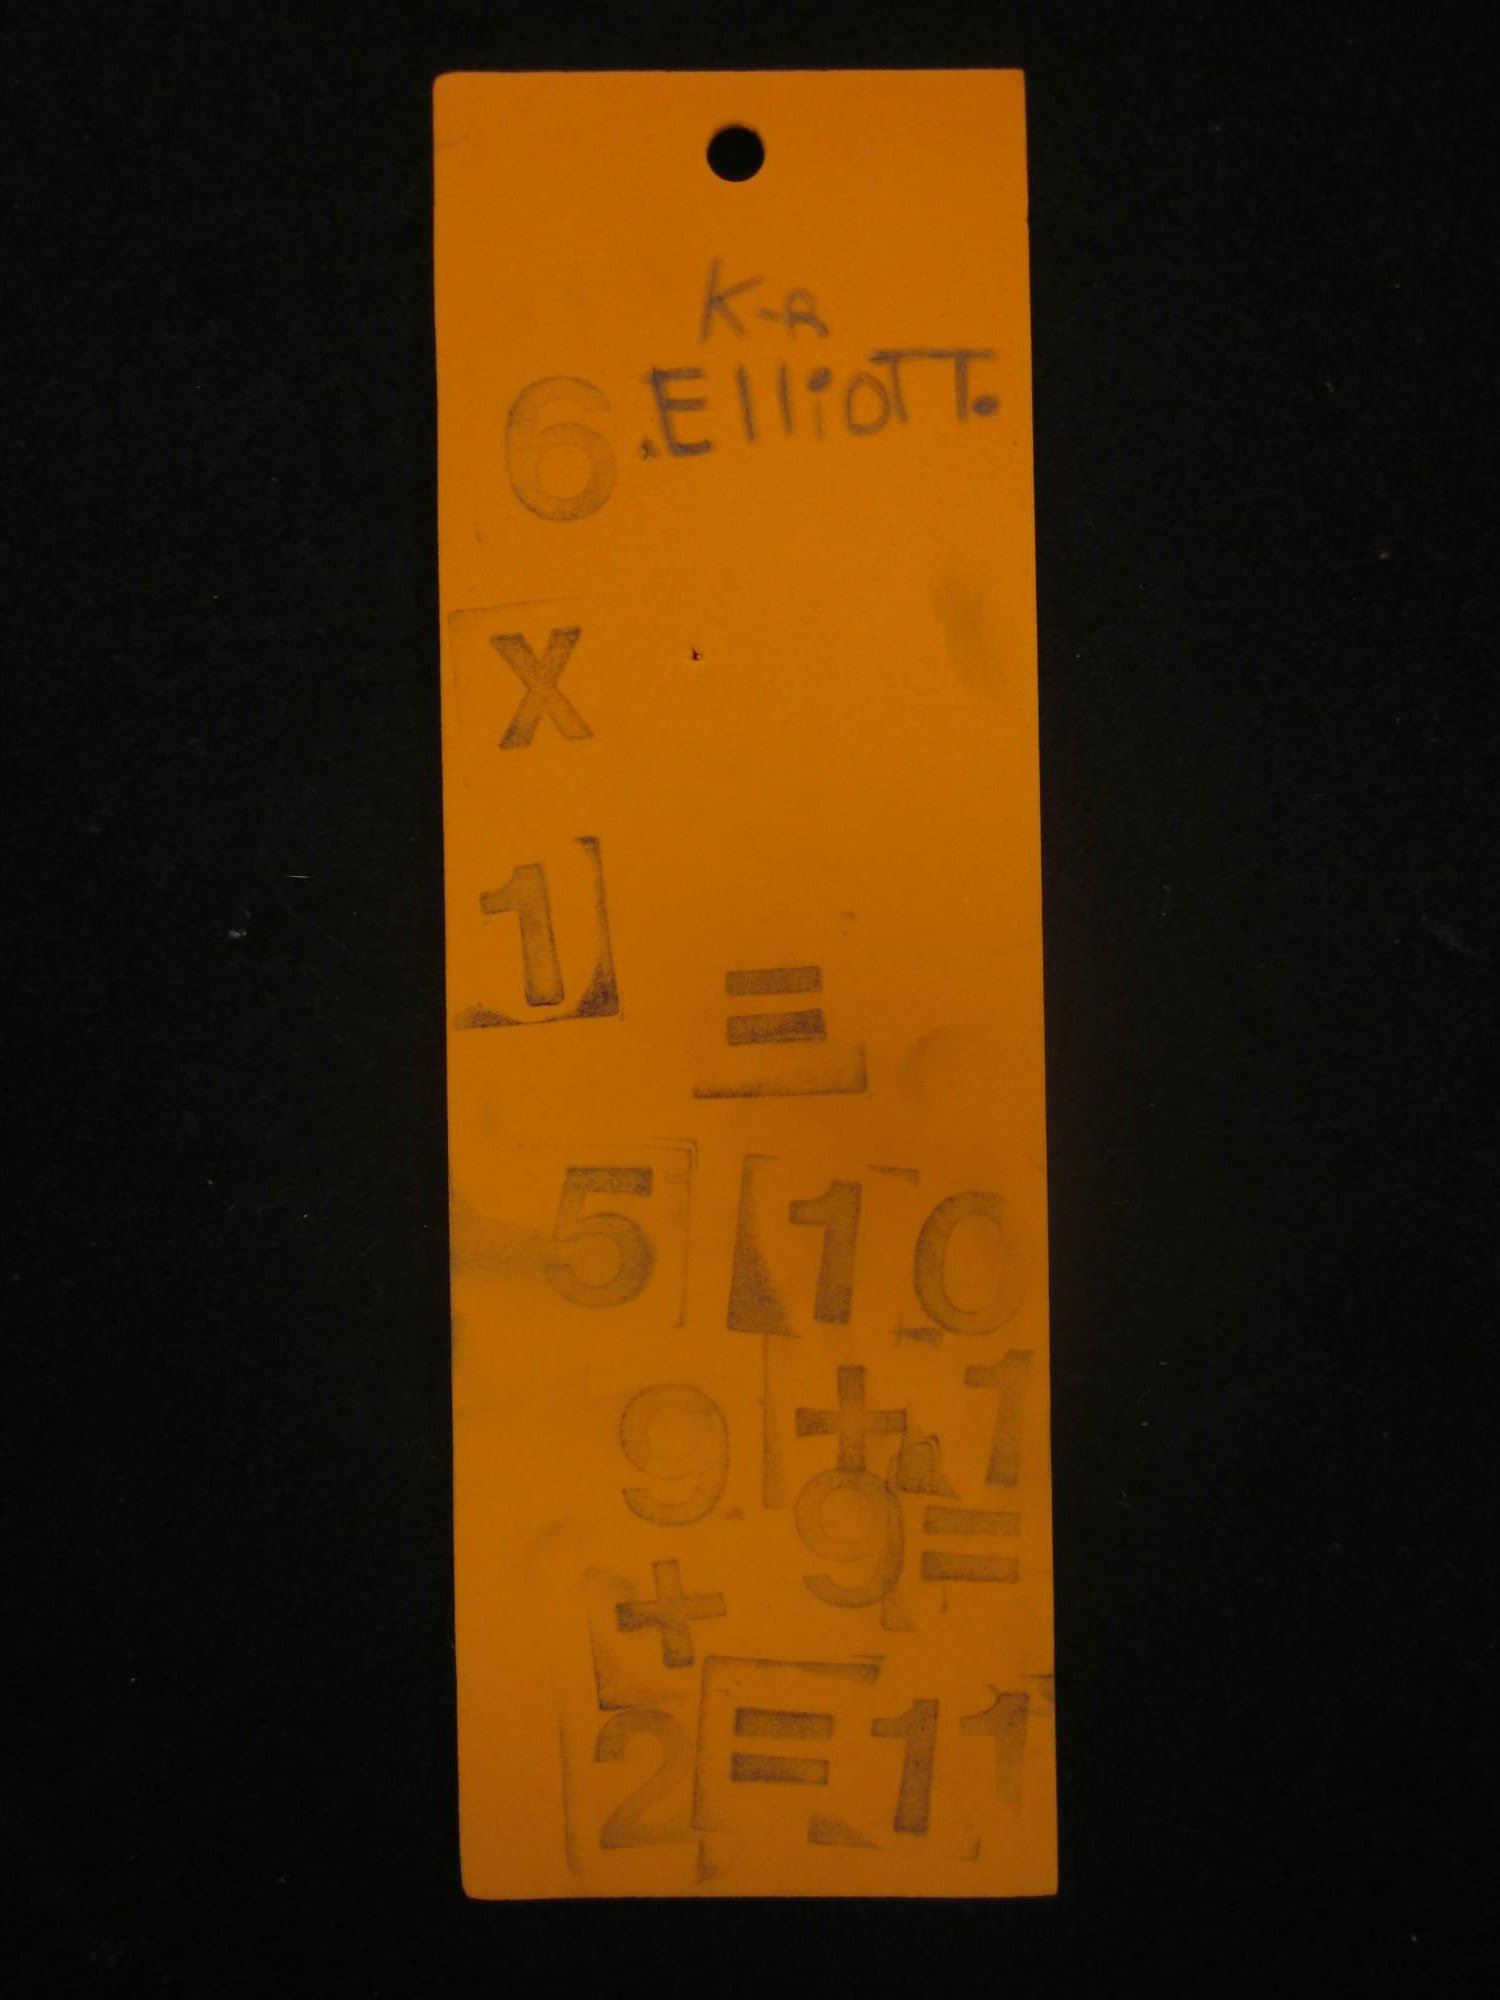 K-R
6 .ElliOTT.
X
1
=
5 10
9 + 1
9 =
+
2 = 11